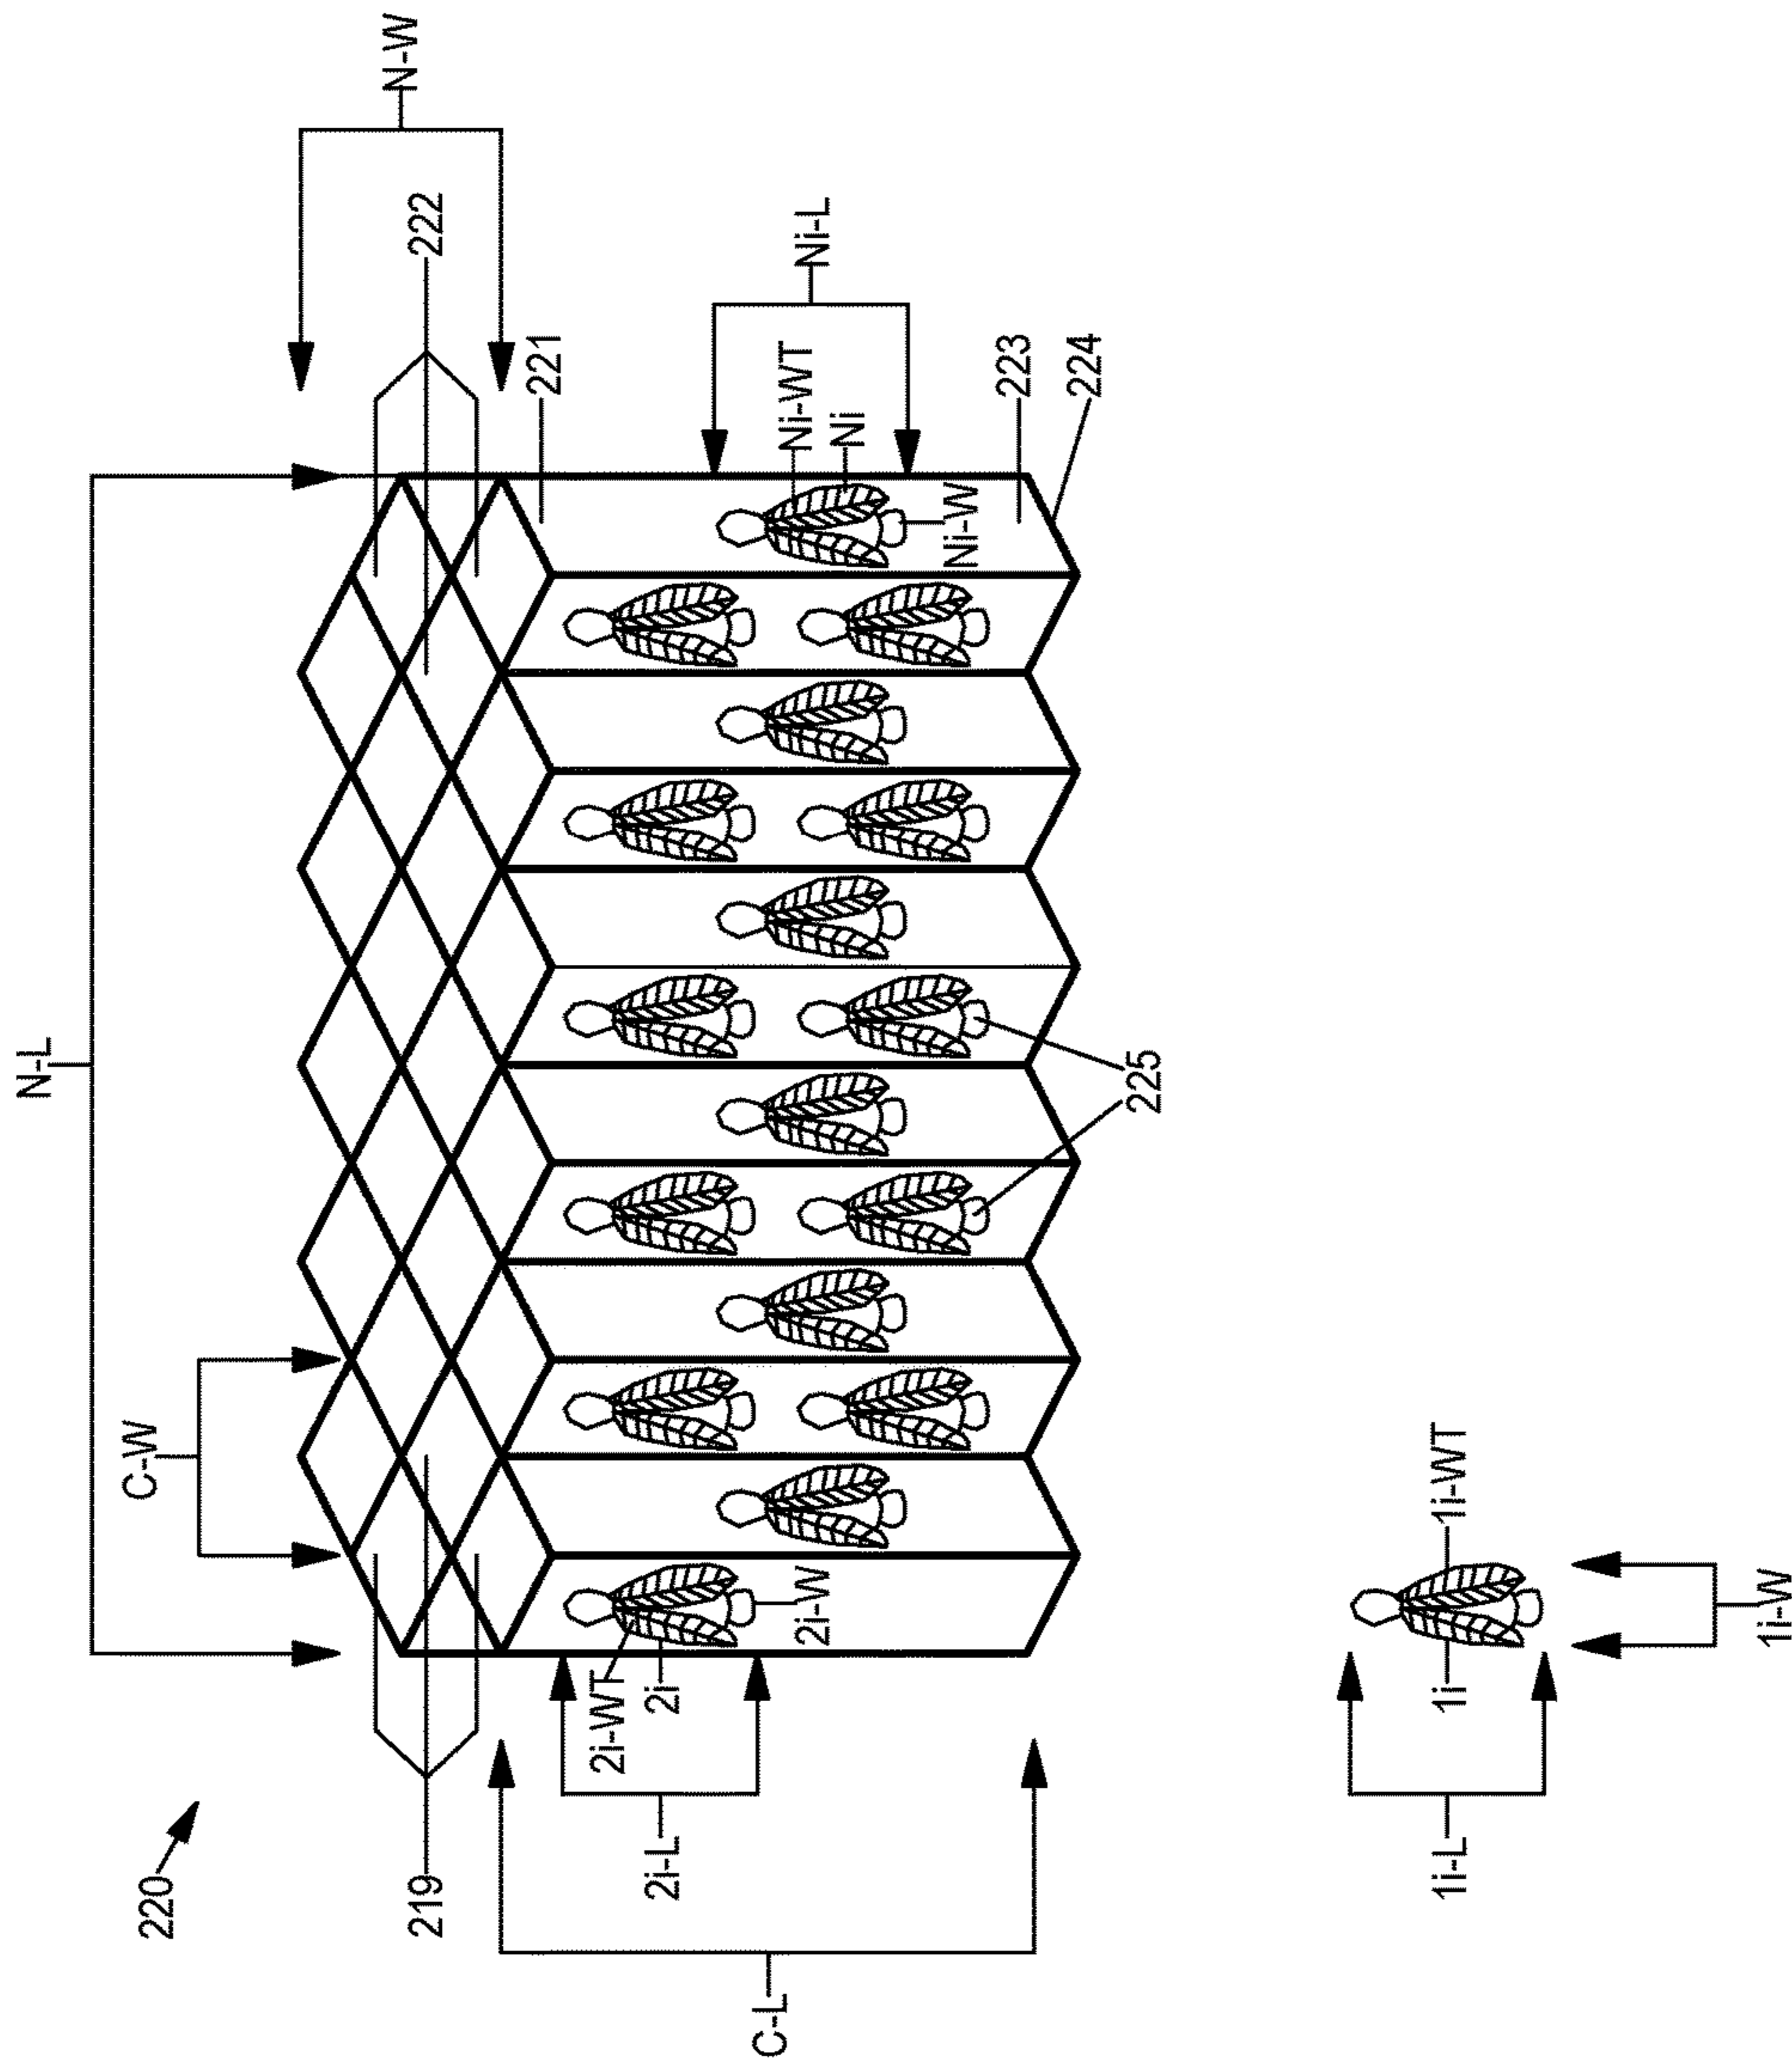 N-W
222
221
Ni-L
Ni-WT
Ni
Ni-W
223
224
N-L
225
C-W
2i-W
2i-WT
2i
2i-L
219
220
C-L
1i-WT
1i
1i-L
1i-W